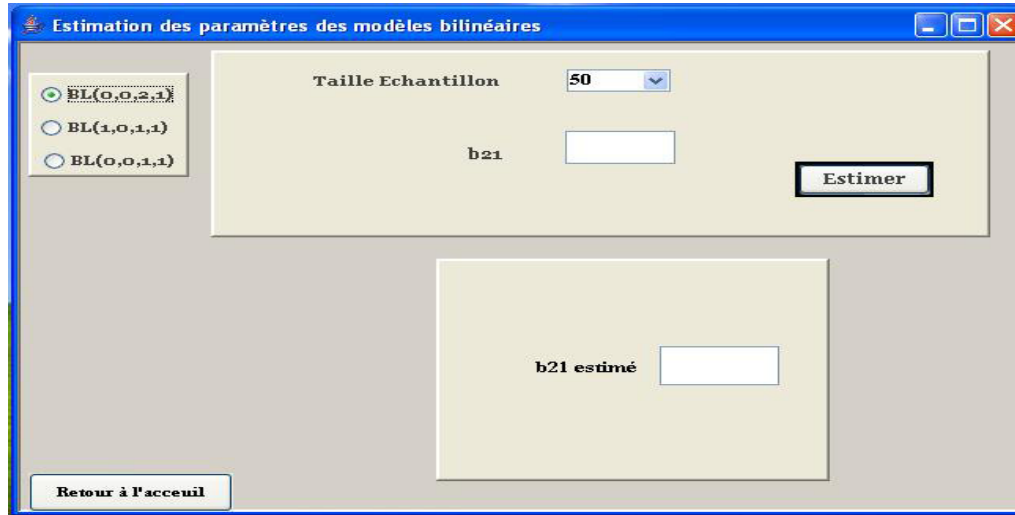 Estimation des paramètres des modèles bilinéaires
BL(0,0,2,1)
BL(1,0,1,1)
BL(0,0,1,1)
Taille Echantillon 50
b21
Estimer
b21 estimé
Retour à l'acceuil